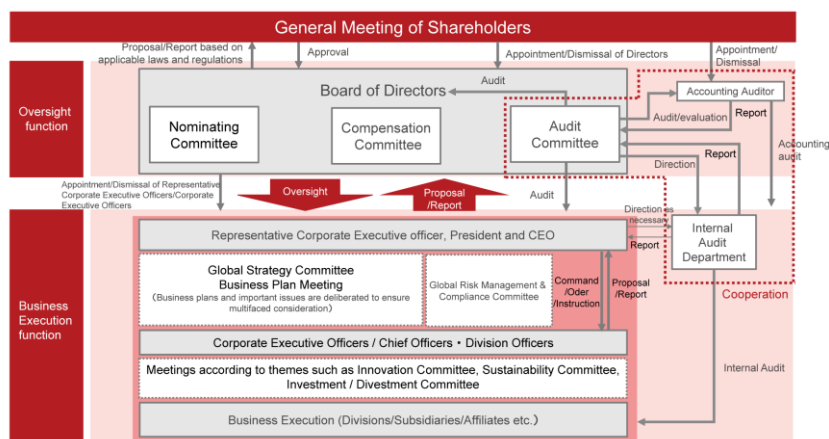 General Meeting of Shareholders
Proposal/Report based on
applicable laws and regulations
Approval
Appointment/Dismissal of Directors
Appointment/
Dismissal
Oversight
function
Board of Directors
Audit
Accounting Auditor
Nominating
Committee
Compensation
Committee
Audit
Committee
Audit/evaluation
Report
Report
Direction
Accounting
audit
Appointment/Dismissal of Representative
Corporate Executive Officers/Corporate
Executive Officers
Oversight
Proposal
/Report
Audit
Direction as
necessary
Report
Internal
Audit
Department
Cooperation
Business
Execution
function
Representative Corporate Executive officer, President and CEO
Global Strategy Committee
Business Plan Meeting
(Business plans and important issues are deliberated to ensure
multifaced consideration)
Global Risk Management &
Compliance Committee
Command
/Oder
/Instruction
Proposal
/Report
Corporate Executive Officers / Chief Officers・Division Officers
Meetings according to themes such as Innovation Committee, Sustainability Committee,
Investment / Divestment Committee
Internal Audit
Business Execution (Divisions/Subsidiaries/Affiliates etc.)